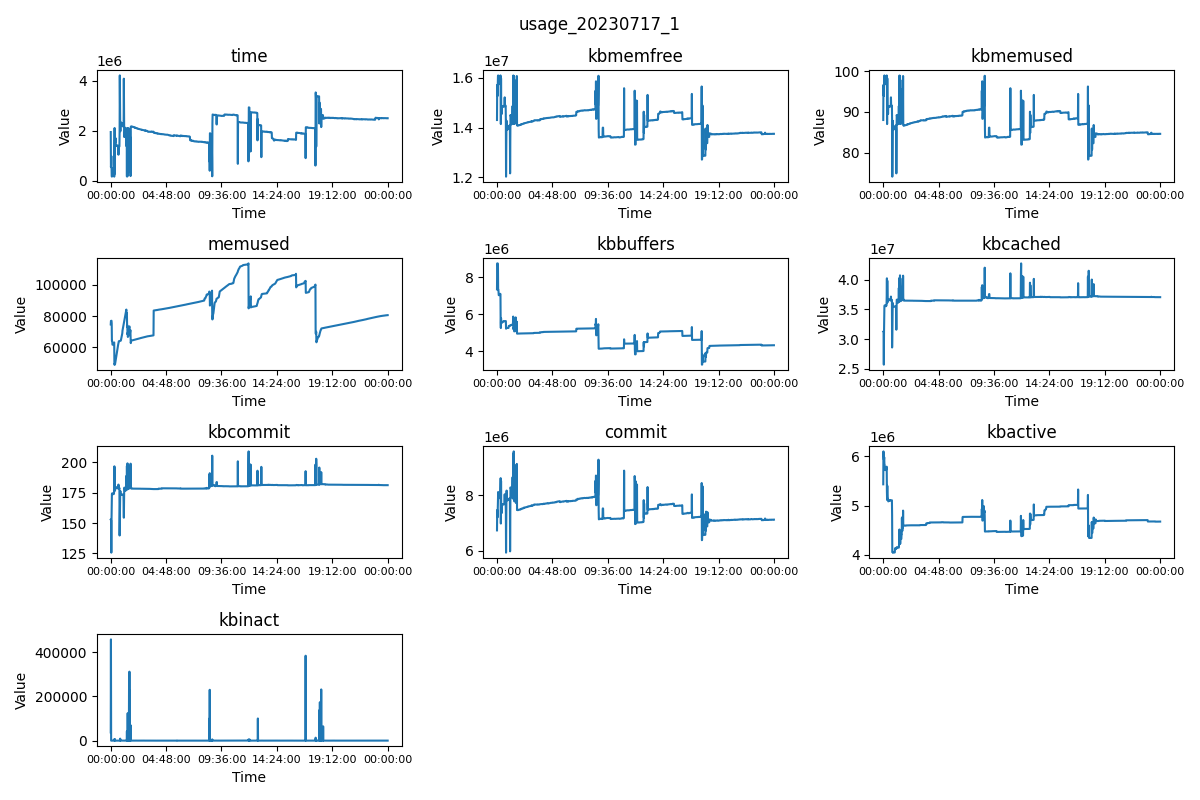 usage_20230717_1
time
1e6
4
2
0
Value
00:00:00 04:48:00 09:36:00 14:24:00 19:12:00 00:00:00
Time
kbmemfree
1e7
1.6
1.4
1.2
Value
00:00:00 04:48:00 09:36:00 14:24:00 19:12:00 00:00:00
Time
kbmemused
100
90
80
Value
00:00:00 04:48:00 09:36:00 14:24:00 19:12:00 00:00:00
Time
memused
100000
80000
60000
Value
00:00:00 04:48:00 09:36:00 14:24:00 19:12:00 00:00:00
Time
kbbuffers
1e6
8
6
4
Value
00:00:00 04:48:00 09:36:00 14:24:00 19:12:00 00:00:00
Time
kbcached
1e7
4.0
3.5
3.0
2.5
Value
00:00:00 04:48:00 09:36:00 14:24:00 19:12:00 00:00:00
Time
kbcommit
200
175
150
125
Value
00:00:00 04:48:00 09:36:00 14:24:00 19:12:00 00:00:00
Time
commit
1e6
8
6
Value
00:00:00 04:48:00 09:36:00 14:24:00 19:12:00 00:00:00
Time
kbactive
1e6
6
5
4
Value
00:00:00 04:48:00 09:36:00 14:24:00 19:12:00 00:00:00
Time
kbinact
400000
200000
0
Value
00:00:00 04:48:00 09:36:00 14:24:00 19:12:00 00:00:00
Time